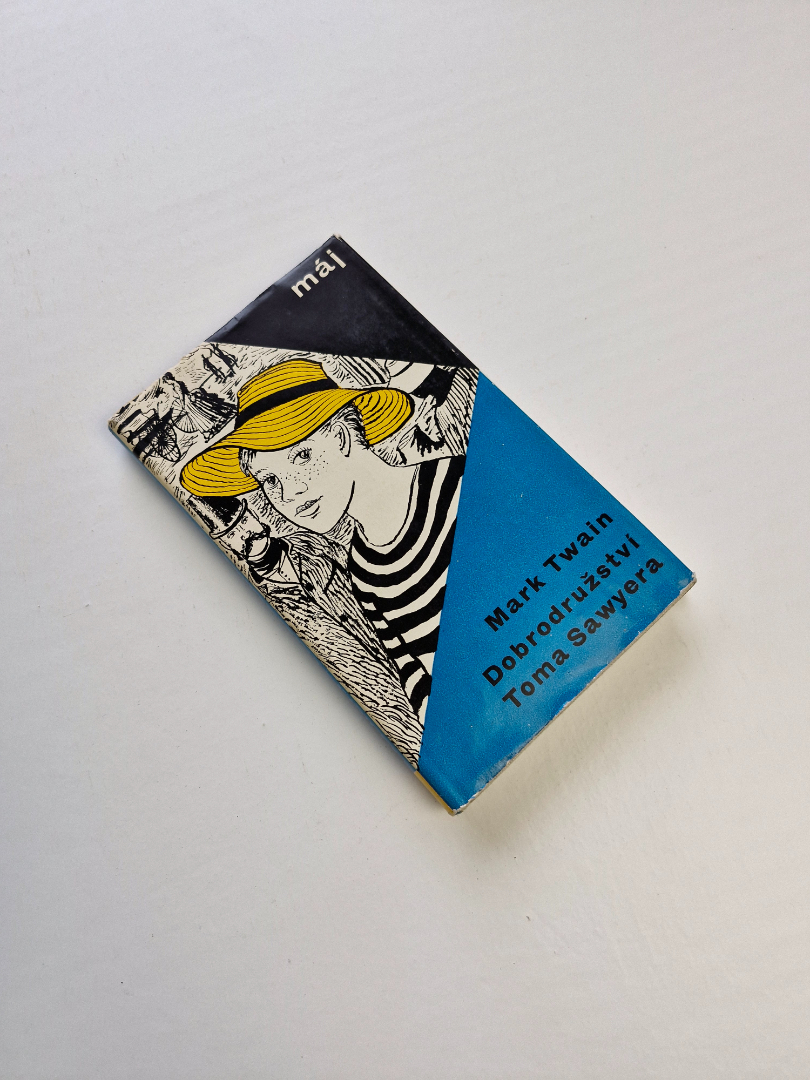 máj
Mark Twain
Dobrodružství
Toma Sawyera